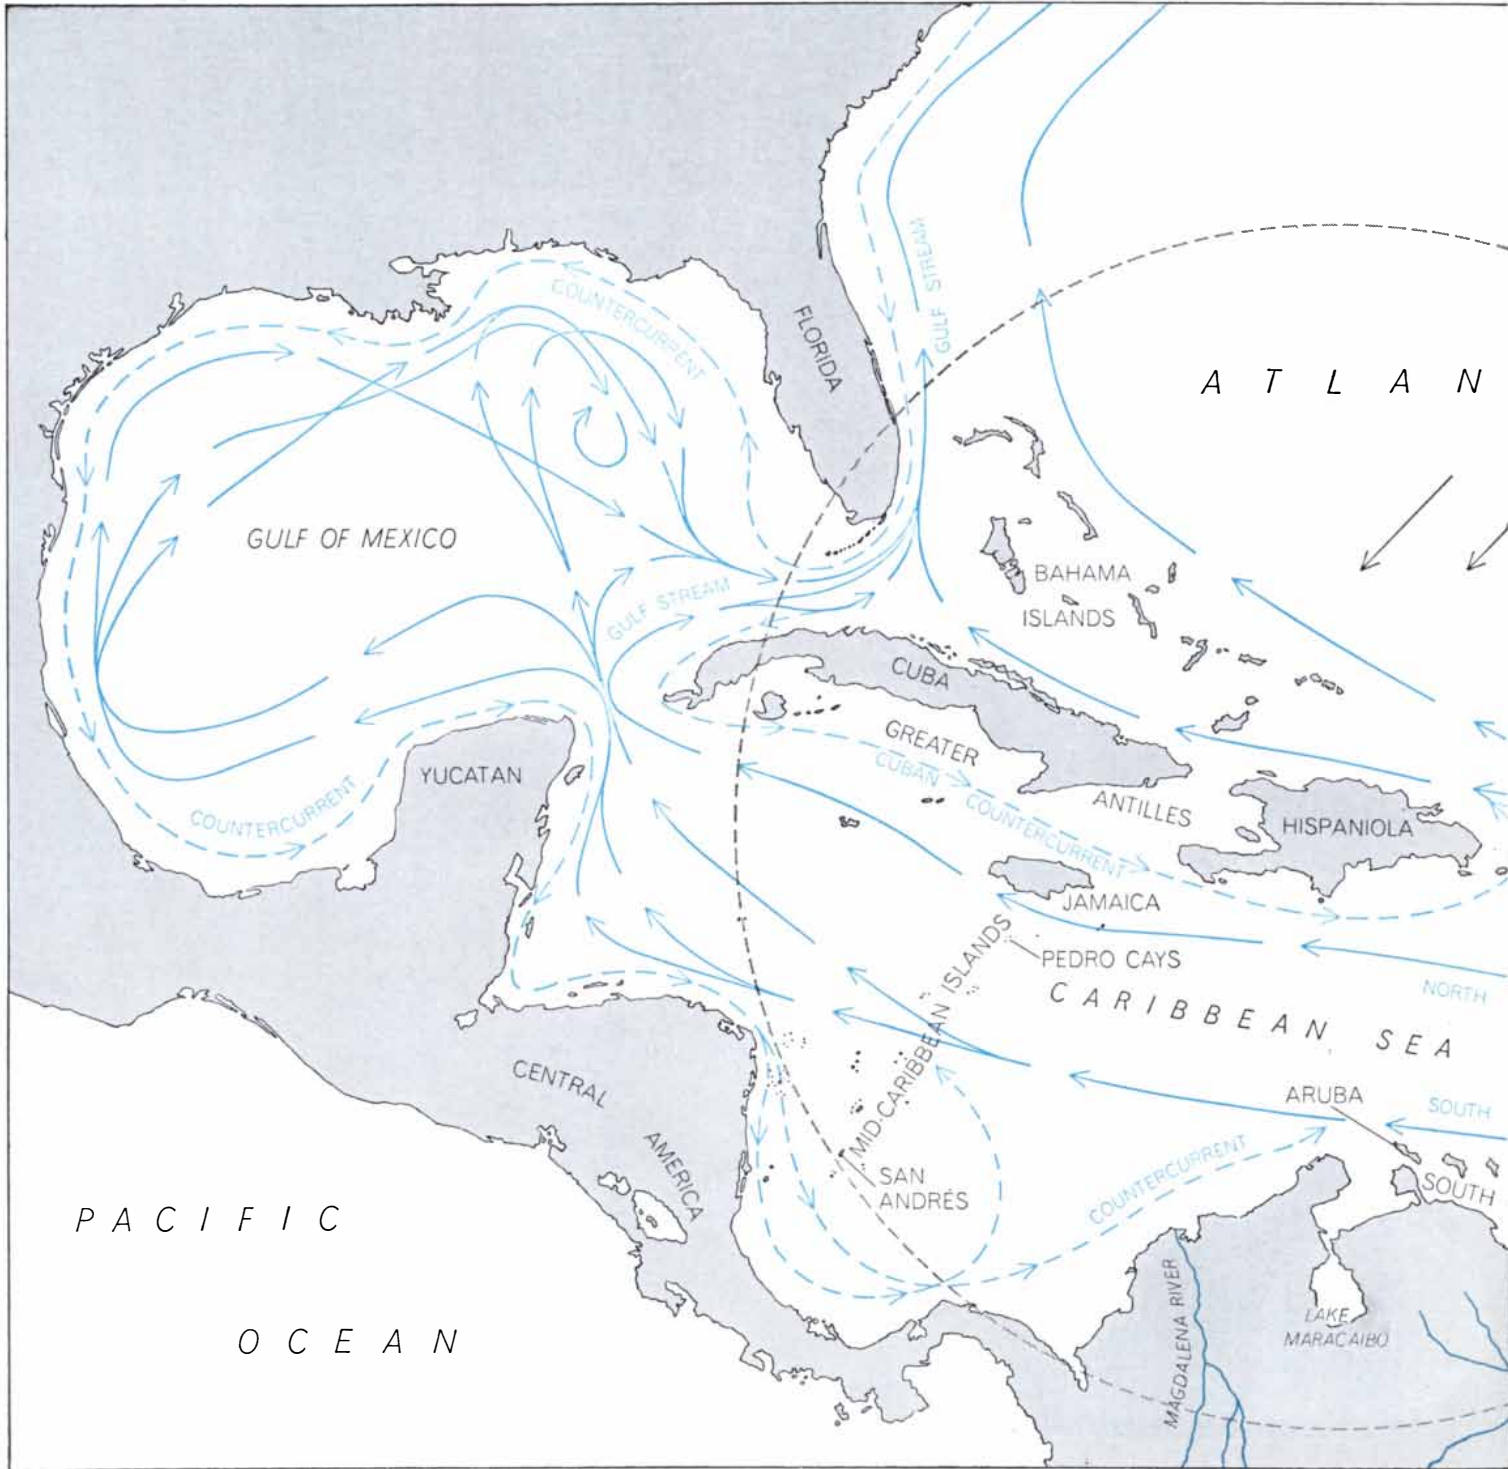 GULF STREAM
COUNTERCURRENT
FLORIDA
A T L A N
GULF OF MEXICO
BAHAMA
ISLANDS
GULF STREAM
CUBA
GREATER
YUCATAN
CUBAN COUNTERCURRENT
ANTILLES
COUNTERCURRENT
HISPANIOLA
JAMAICA
PEDRO CAYS
NORTH
CARIBBEAN SEA
MID-CARIBBEAN ISLANDS
CENTRAL
AMERICA
ARUBA
SOUTH
COUNTERCURRENT
SAN
ANDRÉS
SOUTH
PACIFIC
OCEAN
MAGDALENA RIVER
LAKE
MARACAIBO